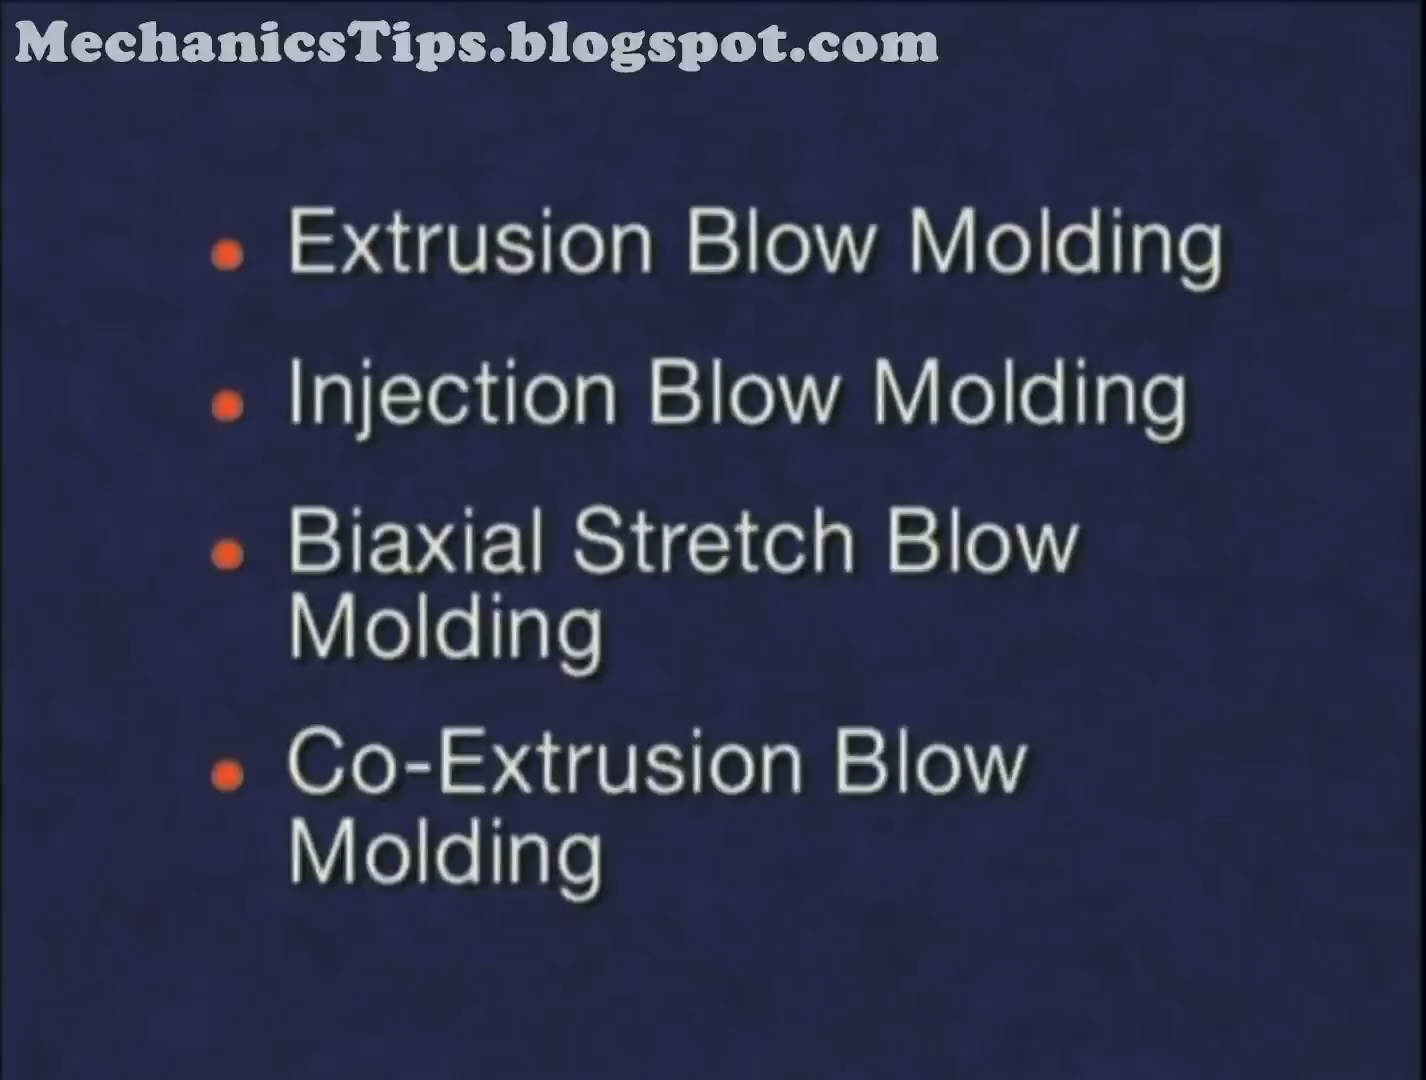 MechanicsTips.blogspot.com
Extrusion Blow Molding
Injection Blow Molding
Biaxial Stretch Blow
Molding
Co-Extrusion Blow
Molding